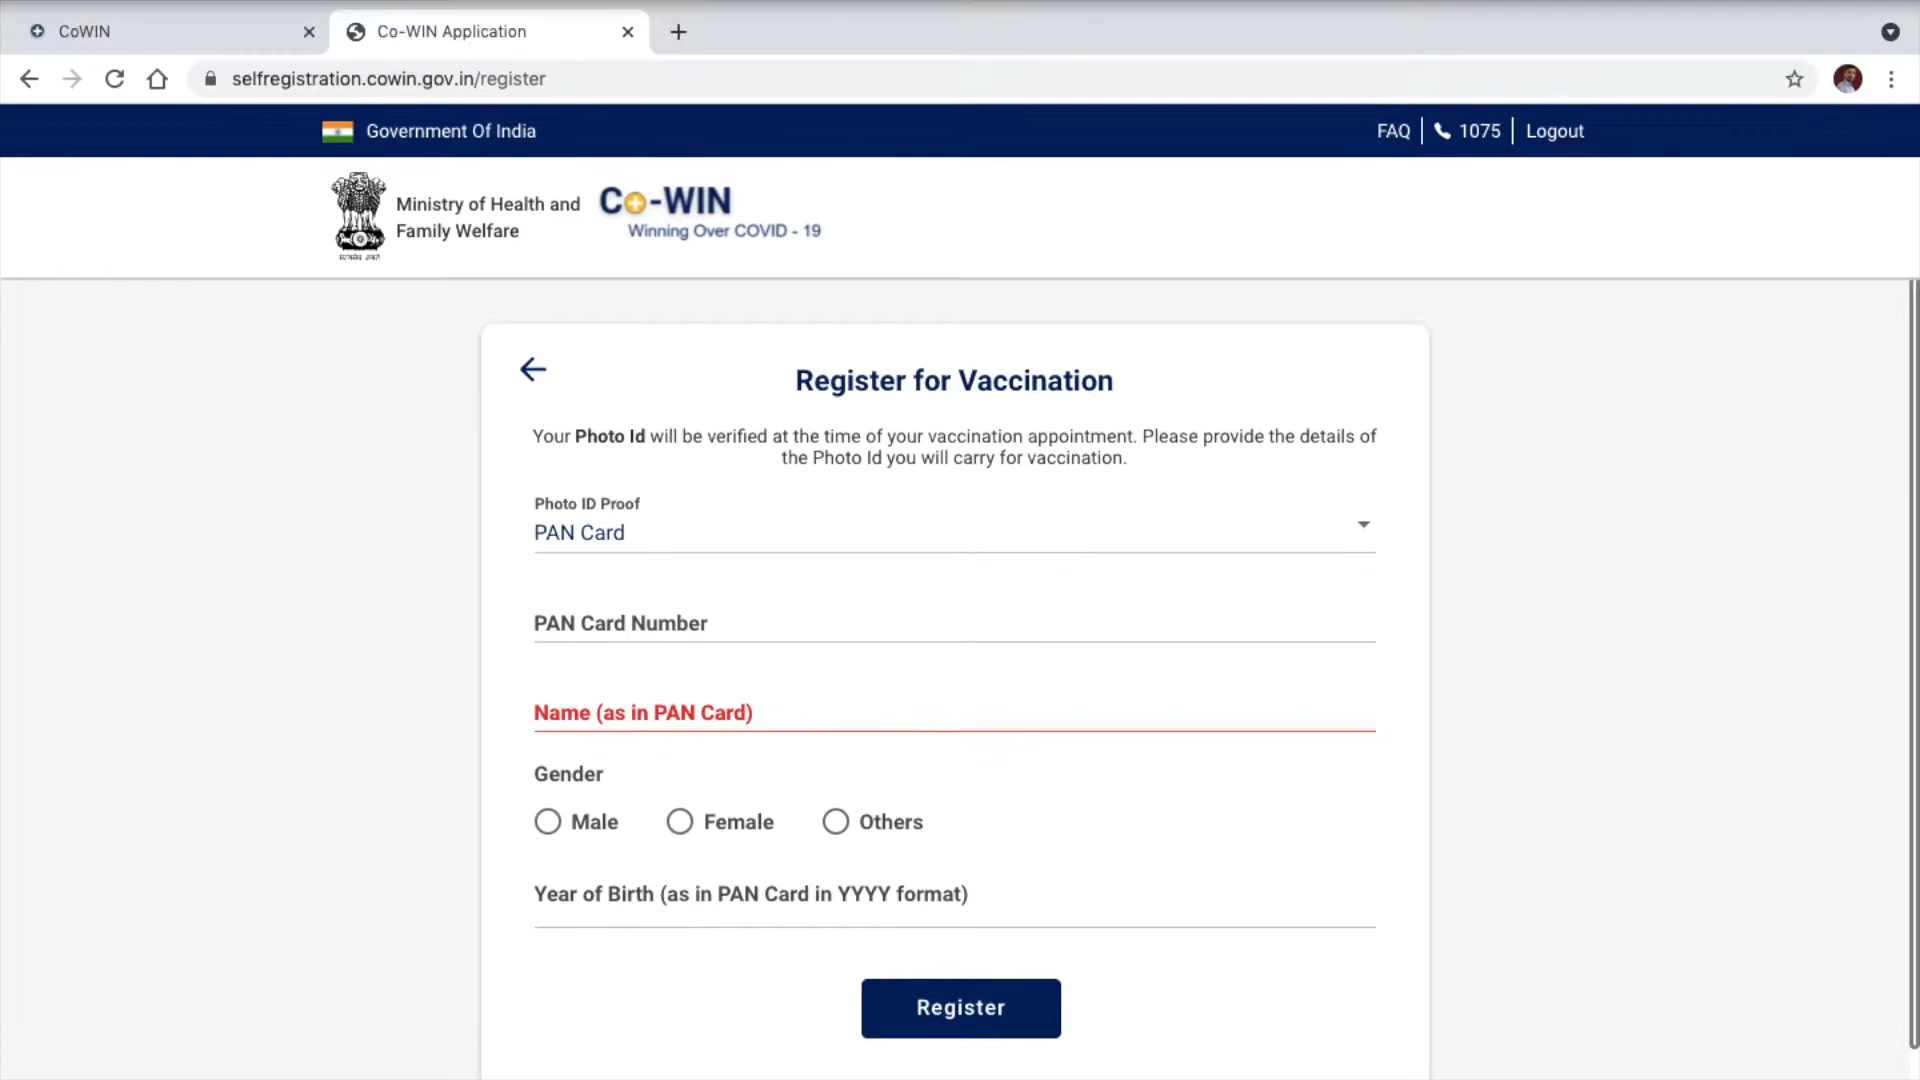 CoWIN
Co-WIN Application
selfregistration.cowin.gov.in/register
Government Of India
FAQ
1075
Logout
Ministry of Health and
Family Welfare
Co-WIN
Winning Over COVID - 19
Register for Vaccination
Your Photo Id will be verified at the time of your vaccination appointment. Please provide the details of
the Photo Id you will carry for vaccination.
Photo ID Proof
PAN Card
PAN Card Number
Name (as in PAN Card)
Gender
Male Female Others
Year of Birth (as in PAN Card in YYYY format)
Register